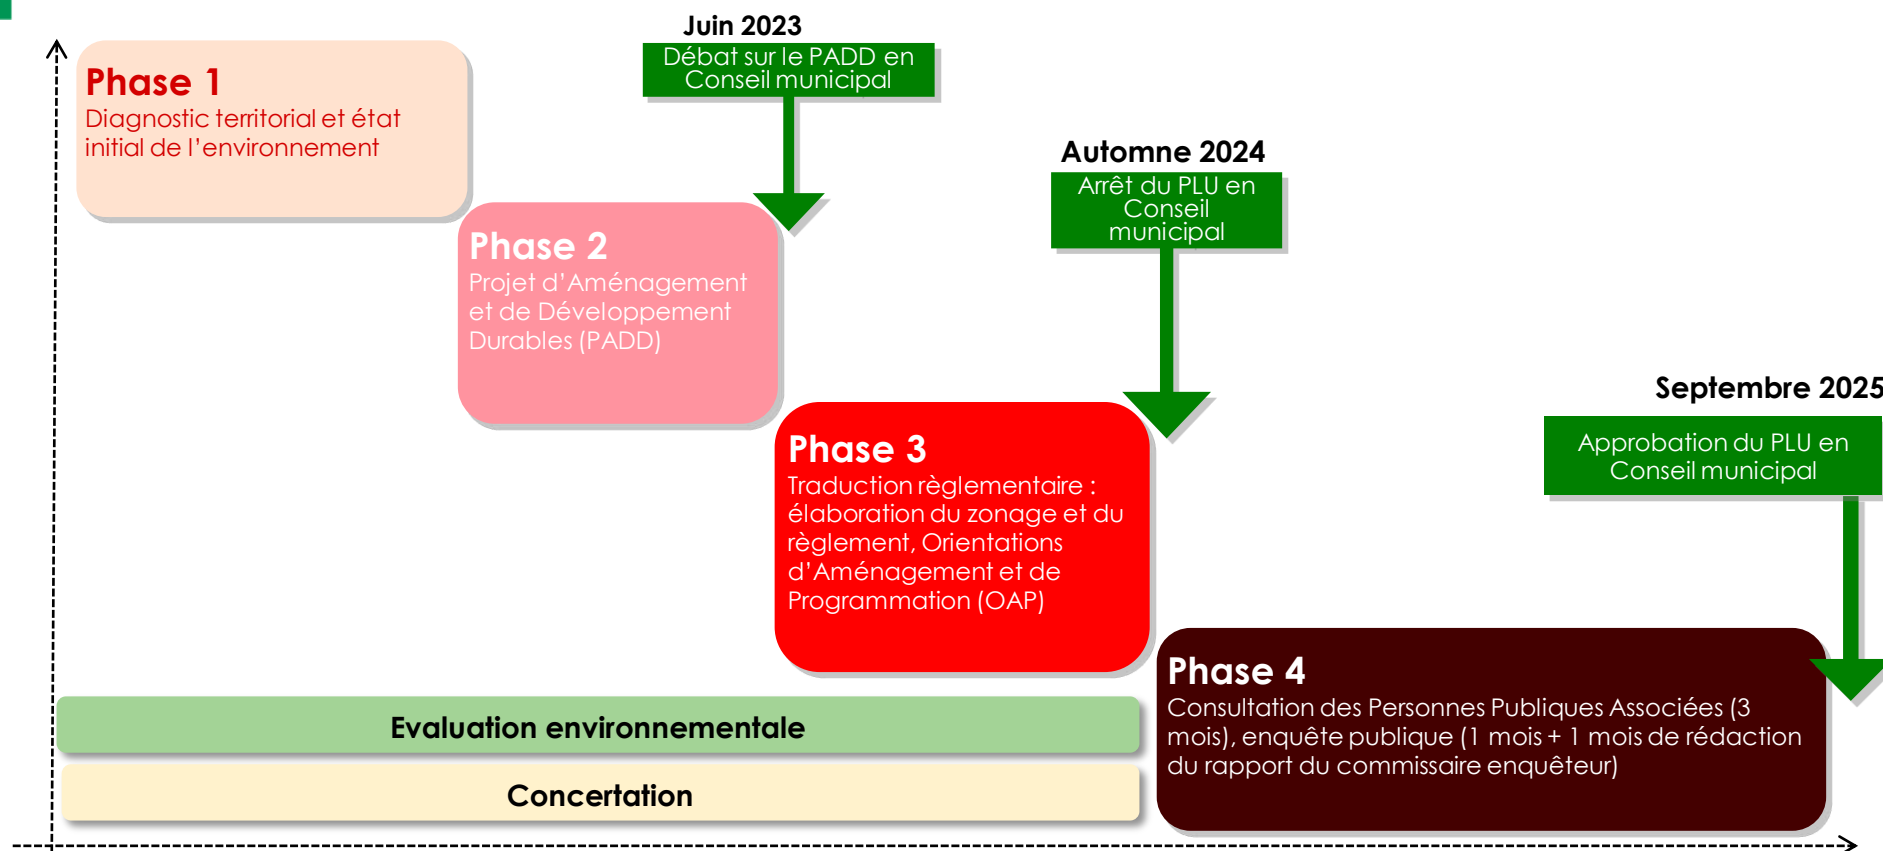 Juin 2023
Débat sur le PADD en
Conseil municipal
Phase 1
Diagnostic territorial et état
initial de l'environnement
Automne 2024
Arrêt du PLU en
Conseil
municipal
Phase 2
Projet d'Aménagement
et de Développement
Durables (PADD)
Septembre 2025
Approbation du PLU en
Conseil municipal
Phase 3
Traduction règlementaire :
élaboration du zonage et du
règlement, Orientations
d'Aménagement et de
Programmation (OAP)
Phase 4
Consultation des Personnes Publiques Associées (3
mois), enquête publique (1 mois + 1 mois de rédaction
du rapport du commissaire enquêteur)
Evaluation environnementale
Concertation